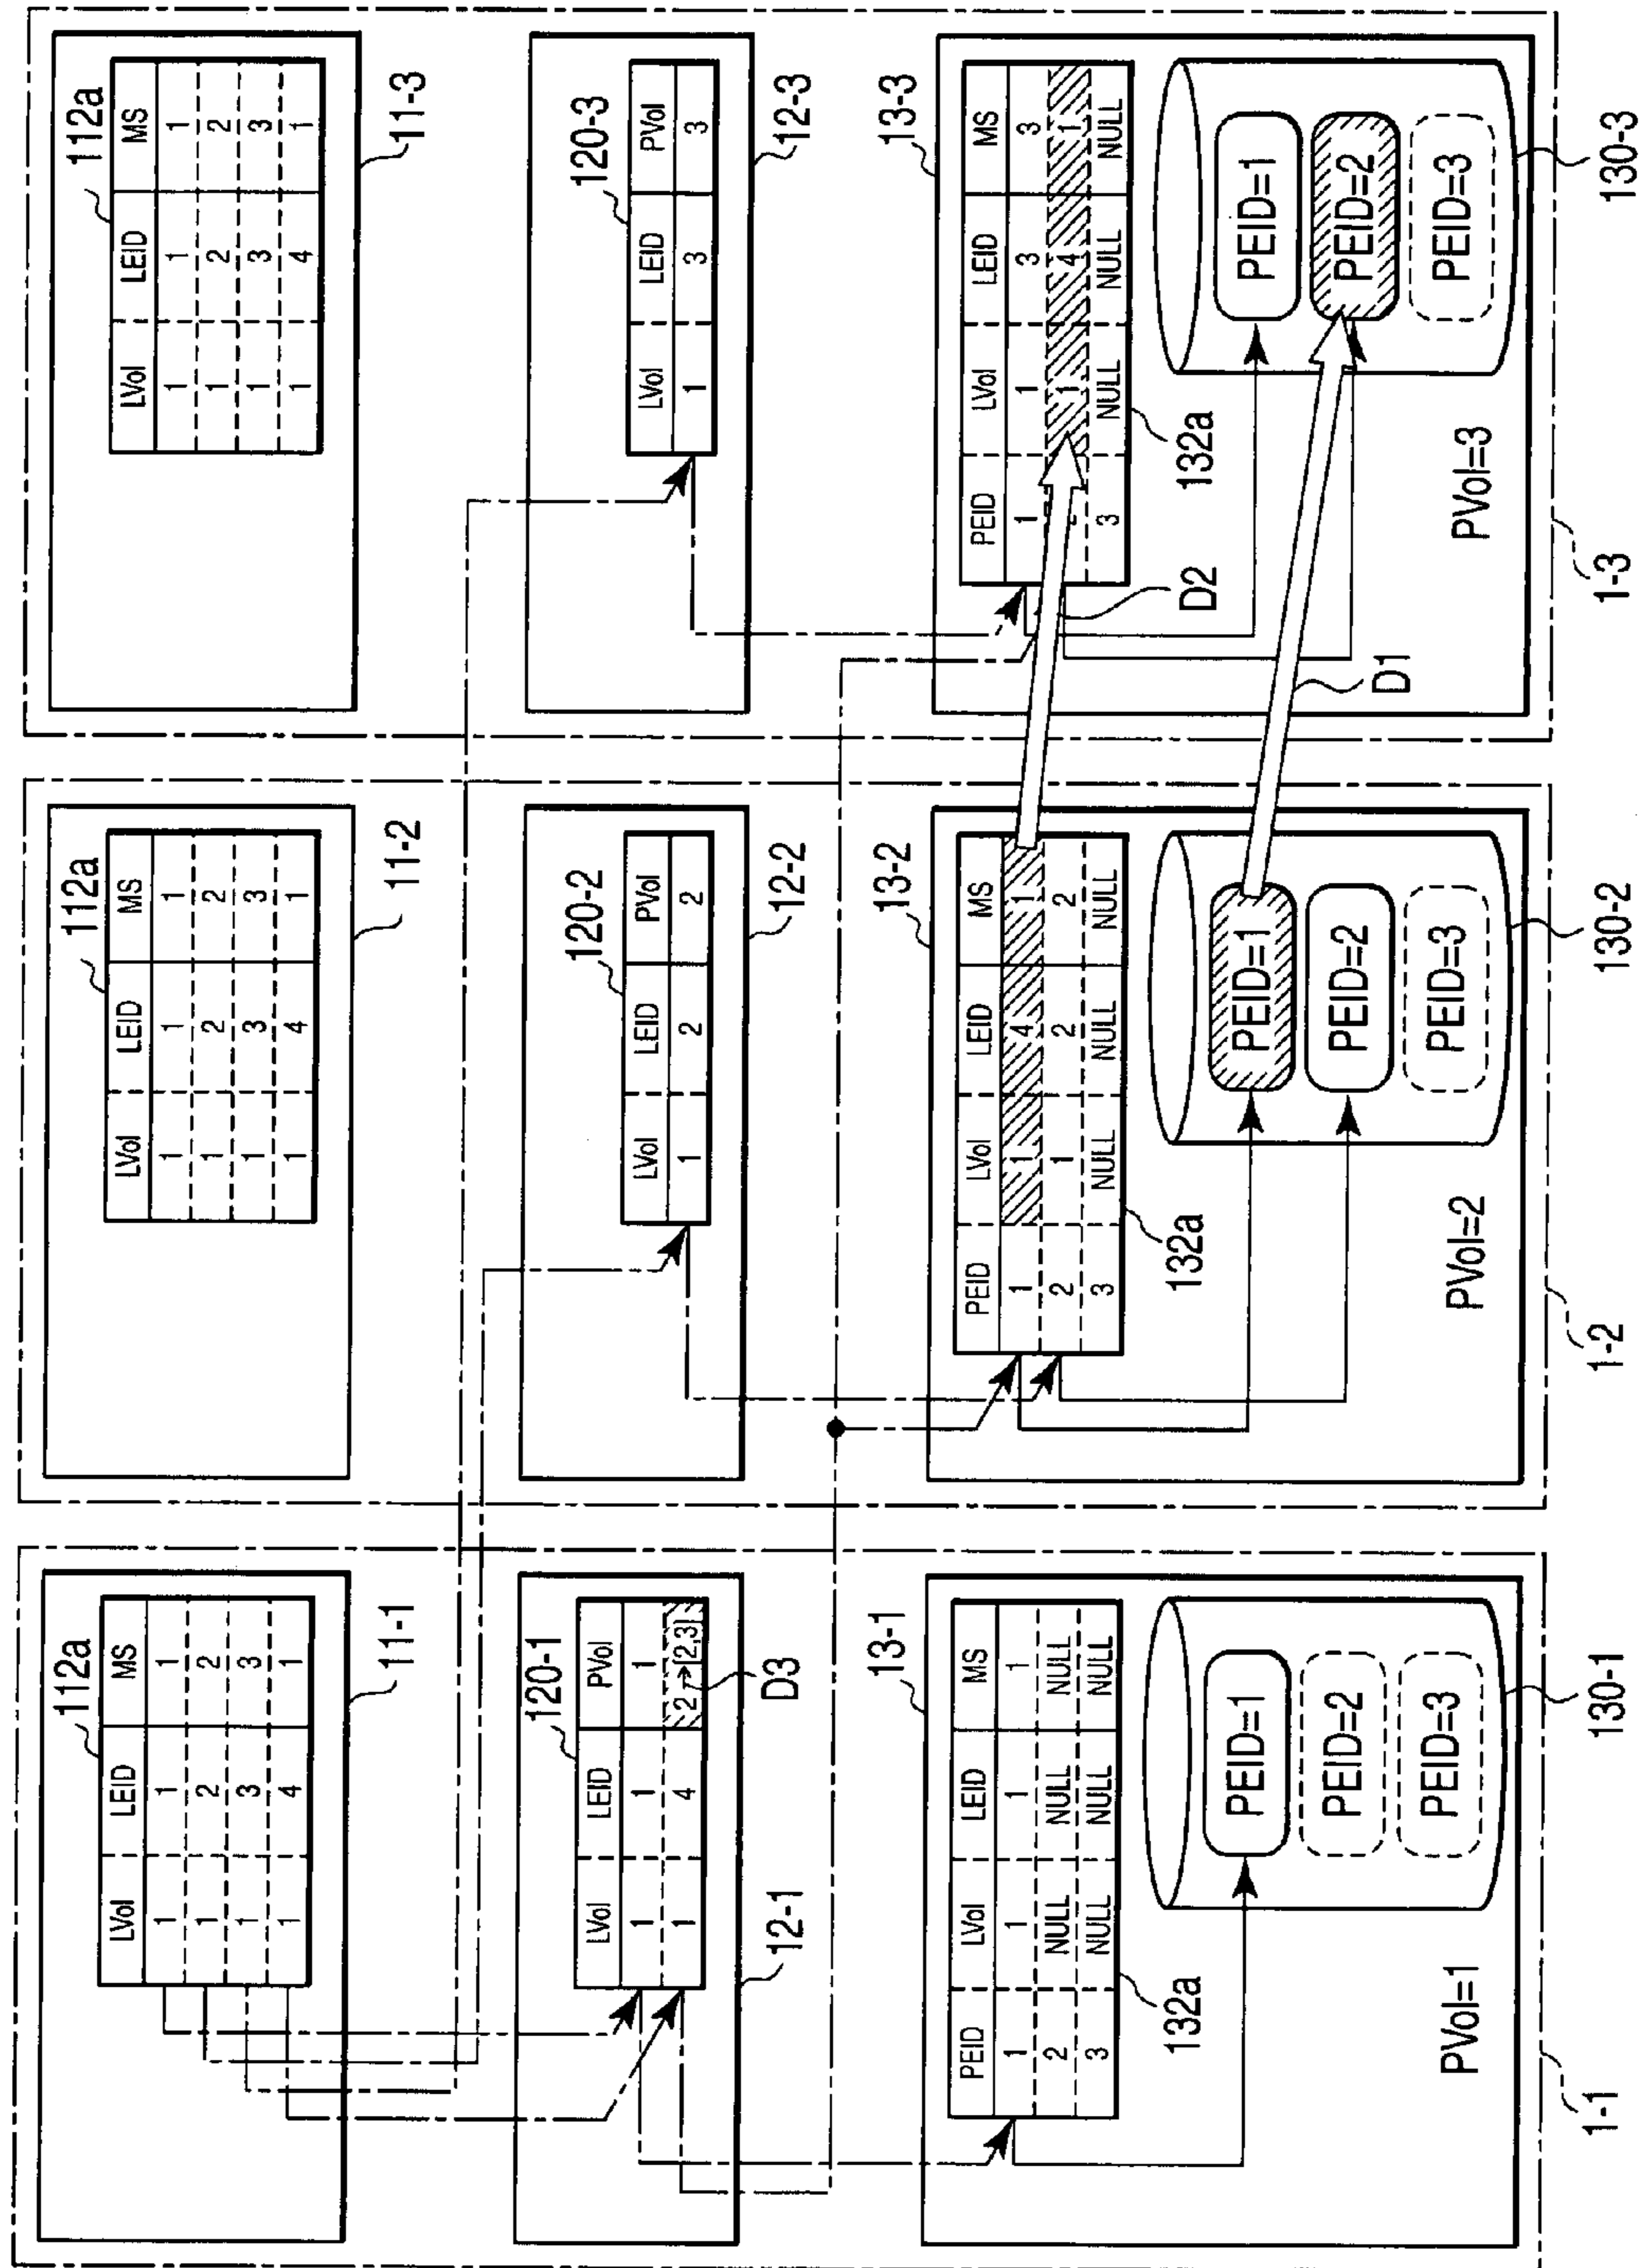 112a
LVol LEID MS
1 1 1
1 2 2
1 3 3
1 4 1
11-1
120-1
LVol LEID PVol
1 1 1
1 4 2→2,3
D3
12-1
13-1
PEID LVol LEID MS
1 1 1 1
2 NULL NULL NULL
3 NULL NULL NULL
132a
PEID=1
PEID=2
PEID=3
PVol=1
130-1
1-1
112a
LVol LEID MS
1 1 1
1 2 2
1 3 3
1 4 1
11-2
120-2
LVol LEID PVol
1 2 2
12-2
13-2
PEID LVol LEID MS
1 1 4 1
2 1 2 2
3 NULL NULL NULL
132a
PEID=1
PEID=2
PEID=3
PVol=2
130-2
1-2
112a
LVol LEID MS
1 1 1
1 2 2
1 3 3
1 4 1
11-3
120-3
LVol LEID PVol
1 3 3
12-3
13-3
PEID LVol LEID MS
1 1 3 3
1 4 1
3 NULL NULL NULL
D2
132a
PEID=1
PEID=2
PEID=3
D1
PVol=3
130-3
1-3